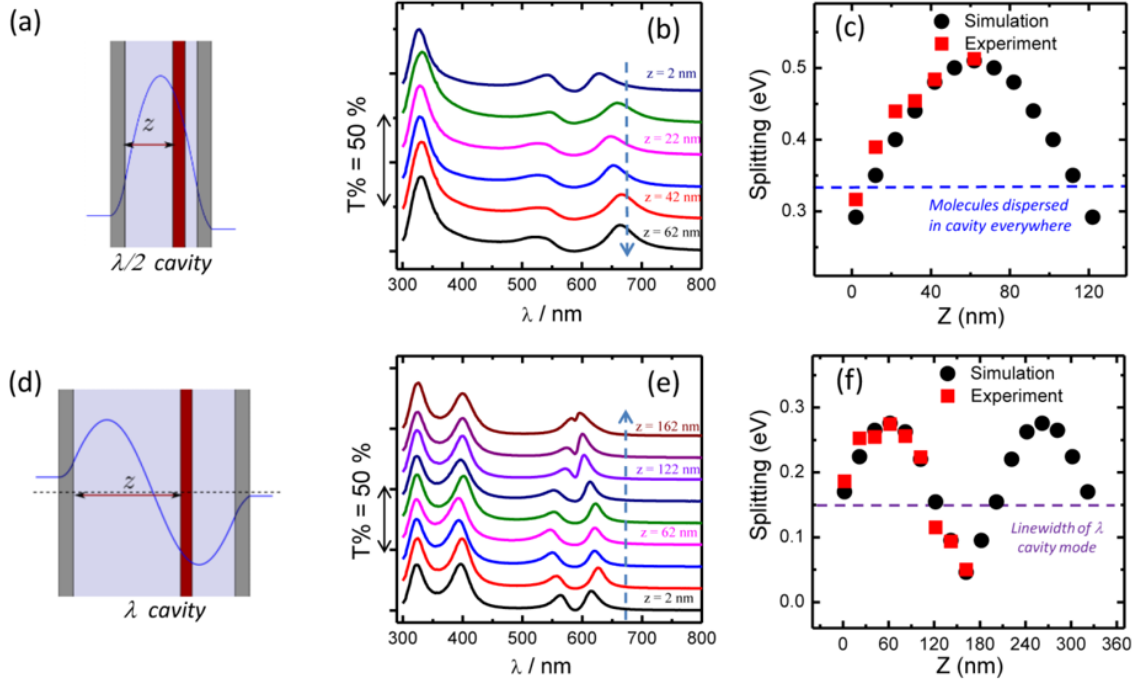 (a)
z
λ/2 cavity
(b)
T% = 50 %
z = 2 nm
z = 22 nm
z = 42 nm
z = 62 nm
300 400 500 600 700 800
λ / nm
(c)
Simulation
Experiment
Splitting (eV)
0.5
0.4
0.3
Molecules dispersed
in cavity everywhere
0 40 80 120
Z (nm)
(d)
z
λ cavity
(e)
T% = 50 %
z = 162 nm
z = 122 nm
z = 62 nm
z = 2 nm
300 400 500 600 700 800
λ / nm
(f)
Simulation
Experiment
Splitting (eV)
0.3
0.2
0.1
0.0
Linewidth of λ
cavity mode
0 60 120 180 240 300 360
Z (nm)